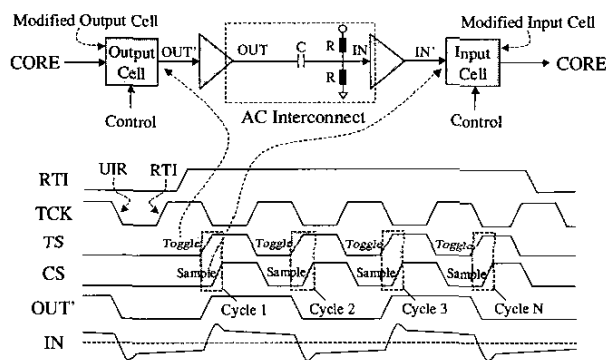 Modified Output Cell
Modified Input Cell
CORE
Output Cell
OUT'
OUT
C
R
R
IN
IN'
Input Cell
CORE
Control
AC Interconnect
Control
UIR
RTI
RTI
TCK
TS
Toggle
Toggle
Toggle
Toggle
CS
Sample
Sample
Sample
Sample
Cycle 1
Cycle 2
Cycle 3
Cycle N
OUT'
IN